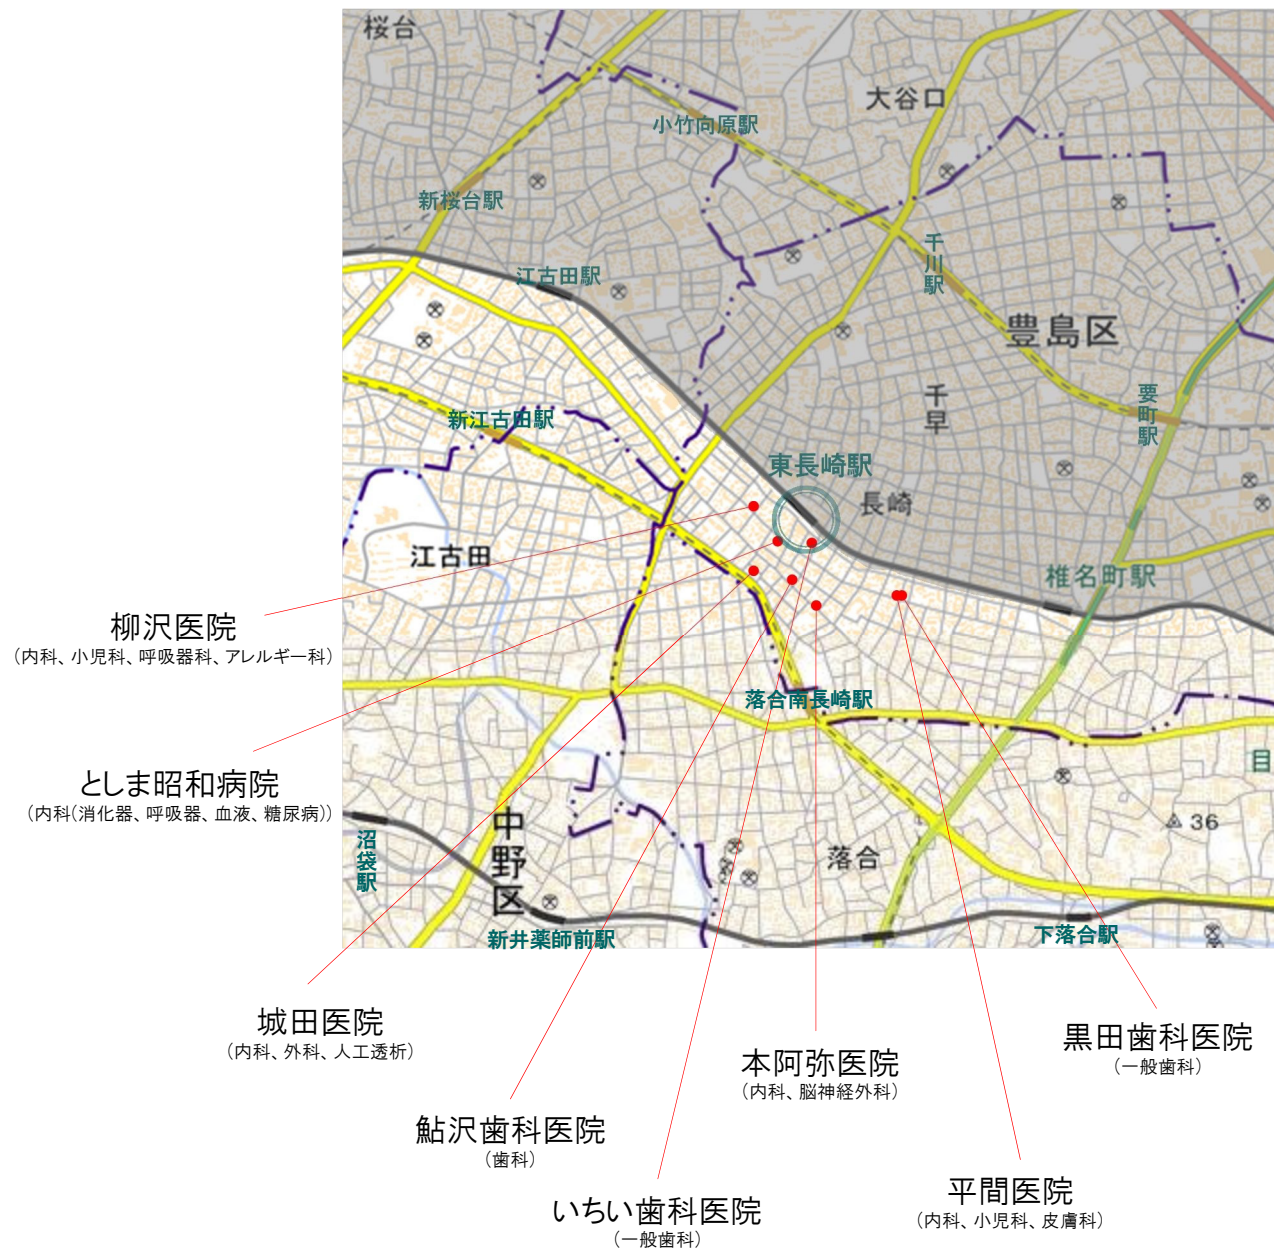 桜台
大谷口
小竹向原駅
新桜台駅
千川駅
江古田駅
豊島区
千早
要町駅
新江古田駅
東長崎駅
長崎
江古田
椎名町駅
柳沢医院
（内科、小児科、呼吸器科、アレルギー科）
落合南長崎駅
としま昭和病院
（内科（消化器、呼吸器、血液、糖尿病））
目
36
中野区
沼袋駅
落合
新井薬師前駅
下落合駅
城田医院
（内科、外科、人工透析）
本阿弥医院
（内科、脳神経外科）
黒田歯科医院
（一般歯科）
鮎沢歯科医院
（歯科）
平間医院
（内科、小児科、皮膚科）
いちい歯科医院
（一般歯科）